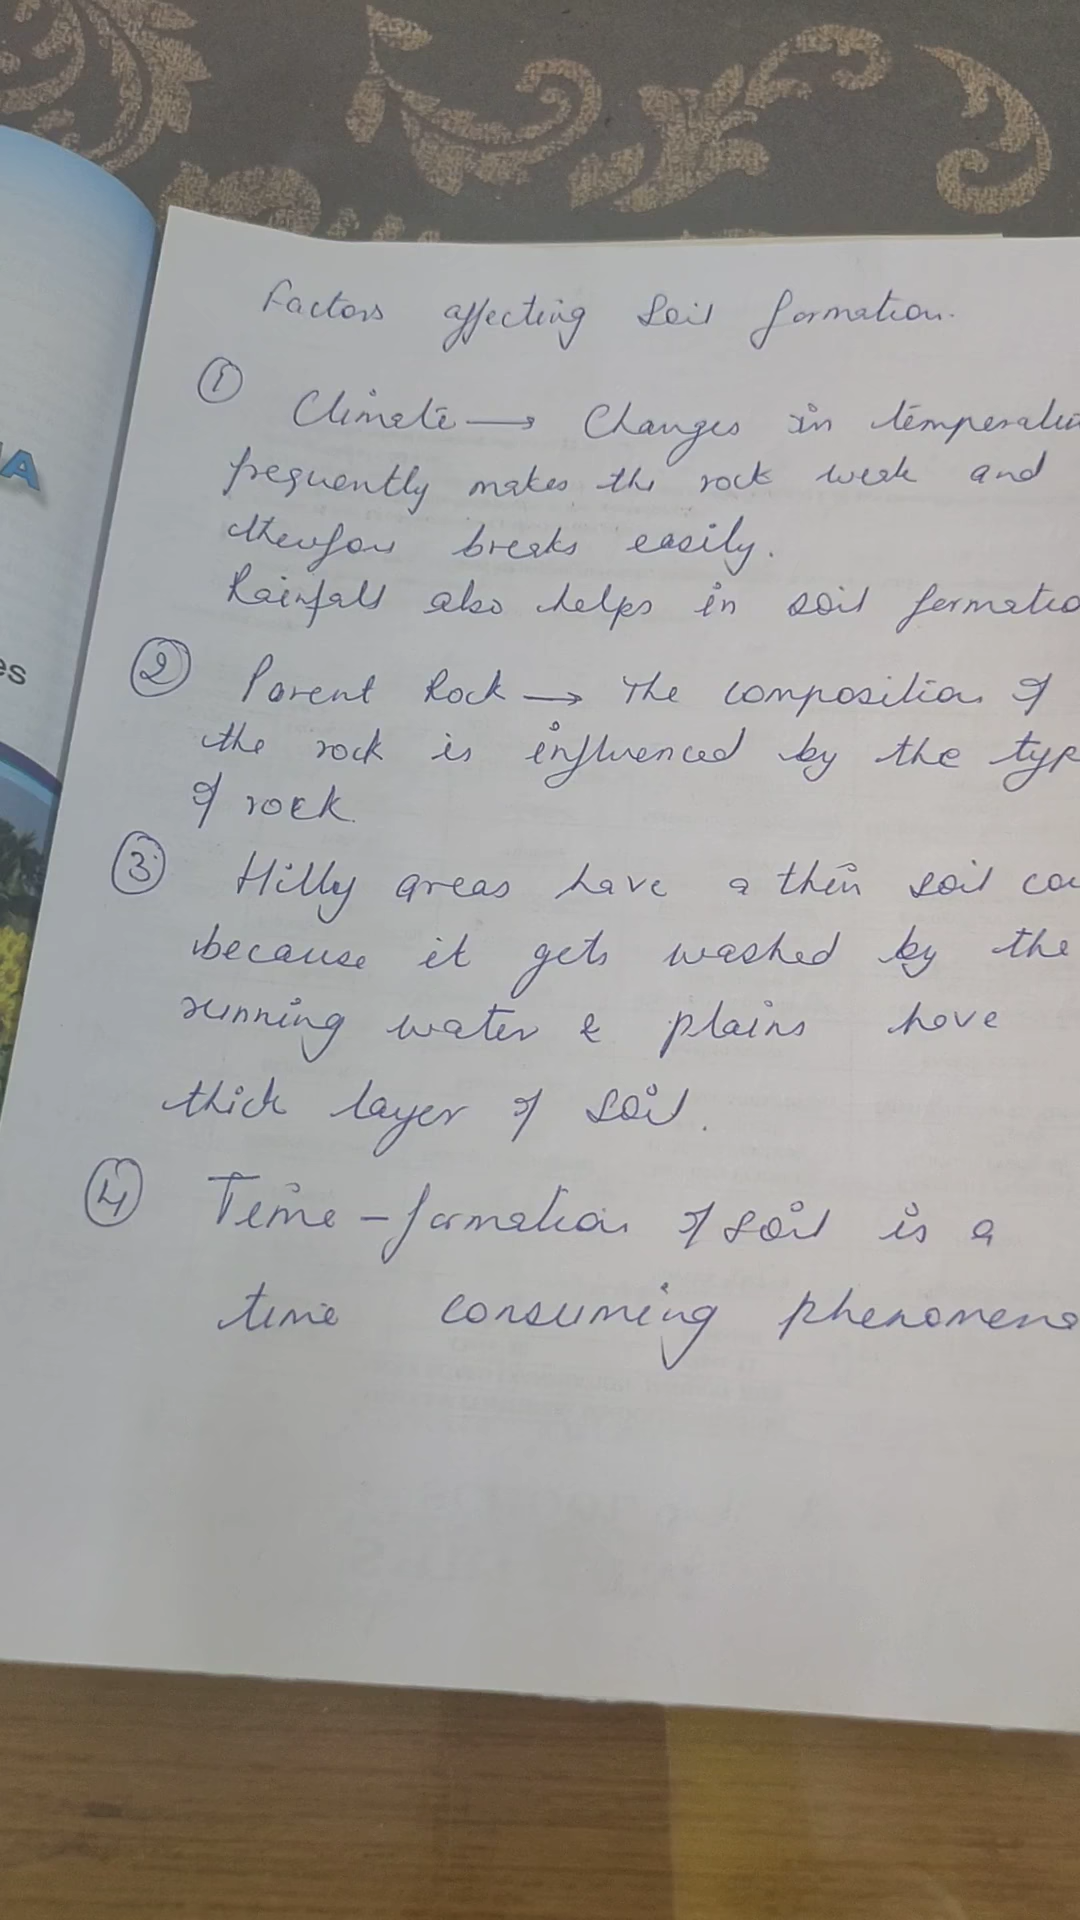 A
es
Factors affecting Soil formation.
1 Climate → Changes in temperatu
frequently makes the rock weak and
therefore breaks easily.
Rainfall also helps in soil formatio
2 Parent Rock → The composition of
the rock is influenced by the typ
of rock.
3 Hilly areas have a thin soil co
because it gets washed by the
running water & plains have
thick layer of soil.
4 Time - formation of soil is a
time consuming phenomeno